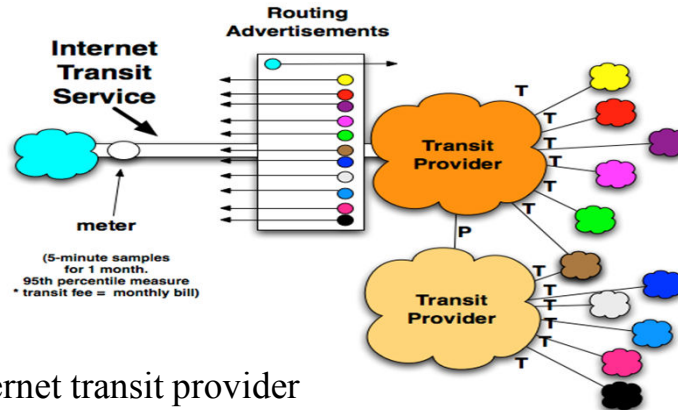 Routing
Advertisements
Internet
Transit
Service
meter
(5-minute samples
for 1 month.
95th percentile measure
* transit fee = monthly bill)
Transit
Provider
T
T
T
T
T
T
P
Transit
Provider
T
T
T
T
T
T
ernet transit provider